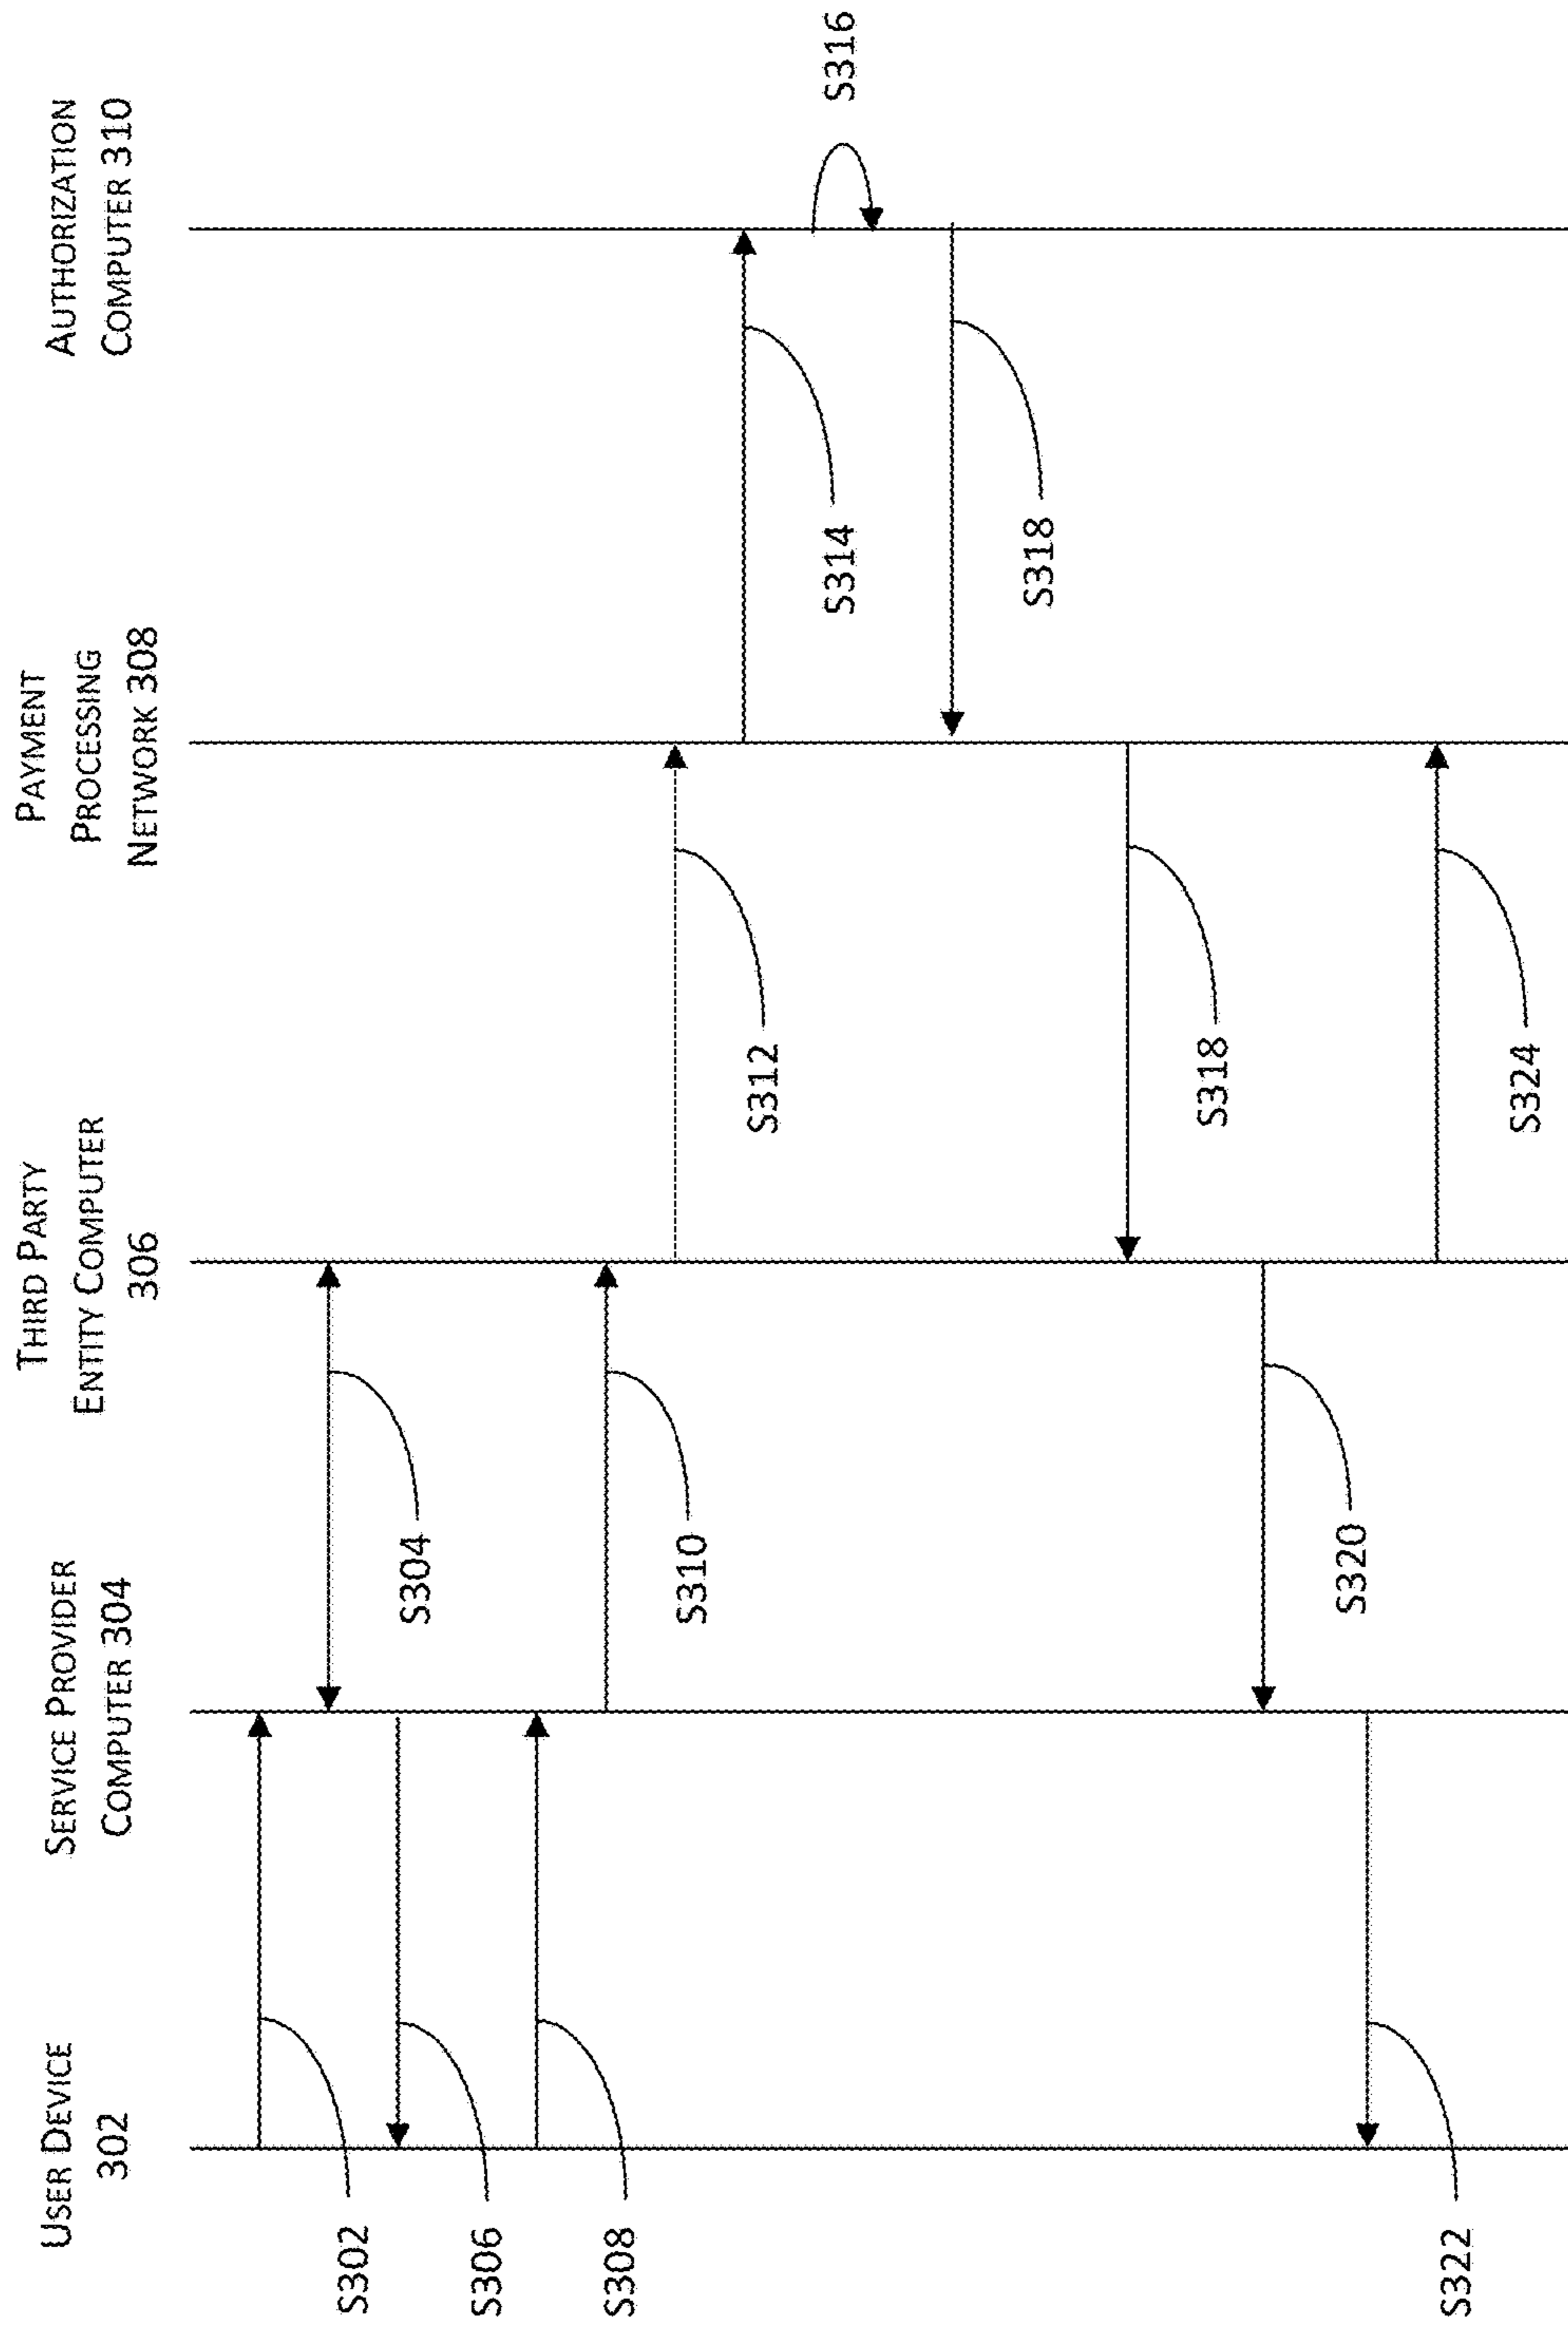 USER DEVICE
302
SERVICE PROVIDER
COMPUTER 304
THIRD PARTY
ENTITY COMPUTER
306
PAYMENT
PROCESSING
NETWORK 308
AUTHORIZATION
COMPUTER 310
S302
S304
S306
S308
S310
S312
S314
S316
S318
S318
S320
S322
S324